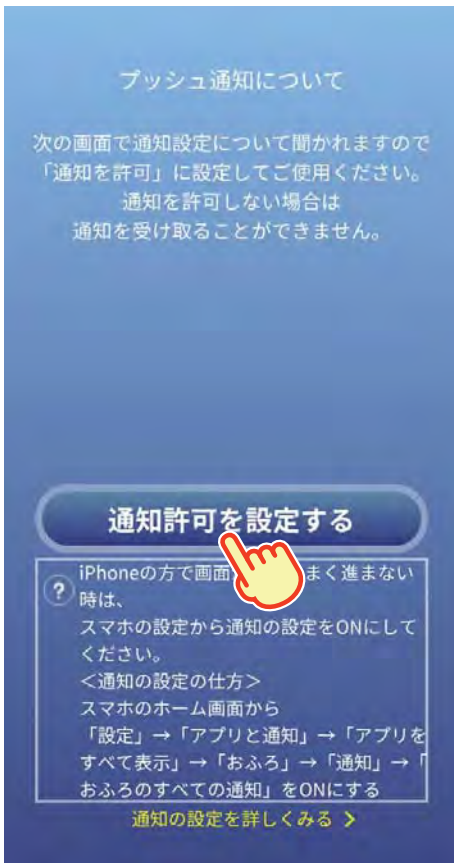 プッシュ通知について
次の画面で通知設定について聞かれますので
「通知を許可」に設定してご使用ください。
通知を許可しない場合は
通知を受け取ることができません。
通知許可を設定する
? iPhoneの方で画面 まく進まない
時は、
スマホの設定から通知の設定をONにして
ください。
<通知の設定の仕方>
スマホのホーム画面から
「設定」→「アプリと通知」→「アプリを
すべて表示」→「おふろ」→「通知」→「
おふろのすべての通知」をONにする
通知の設定を詳しくみる >